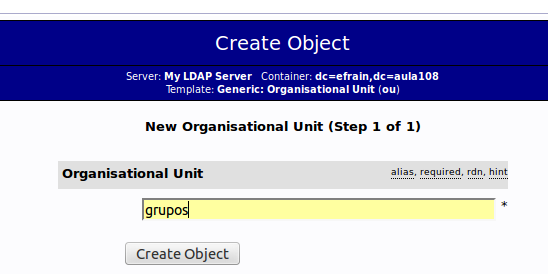 Create Object
Server: My LDAP Server Container: dc=efrain,dc=aula108
Template: Generic: Organisational Unit (ou)
New Organisational Unit (Step 1 of 1)
Organisational Unit alias, required, rdn, hint
grupos *
Create Object